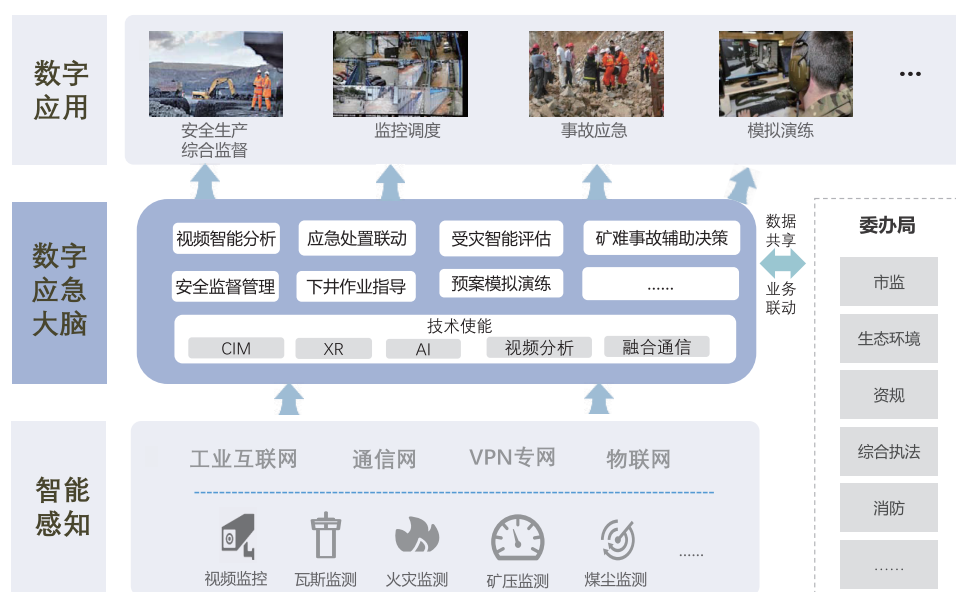 数字
应用
安全生产
综合监督
监控调度
事故应急
模拟演练
...
数字
应急
大脑
视频智能分析
应急处置联动
受灾智能评估
矿难事故辅助决策
安全监督管理
下井作业指导
预案模拟演练
......
技术使能
CIM
XR
AI
视频分析
融合通信
数据
共享
业务
联动
委办局
市监
生态环境
资规
综合执法
消防
......
智能
感知
工业互联网
通信网
VPN专网
物联网
视频监控
瓦斯监测
火灾监测
矿压监测
煤尘监测
......